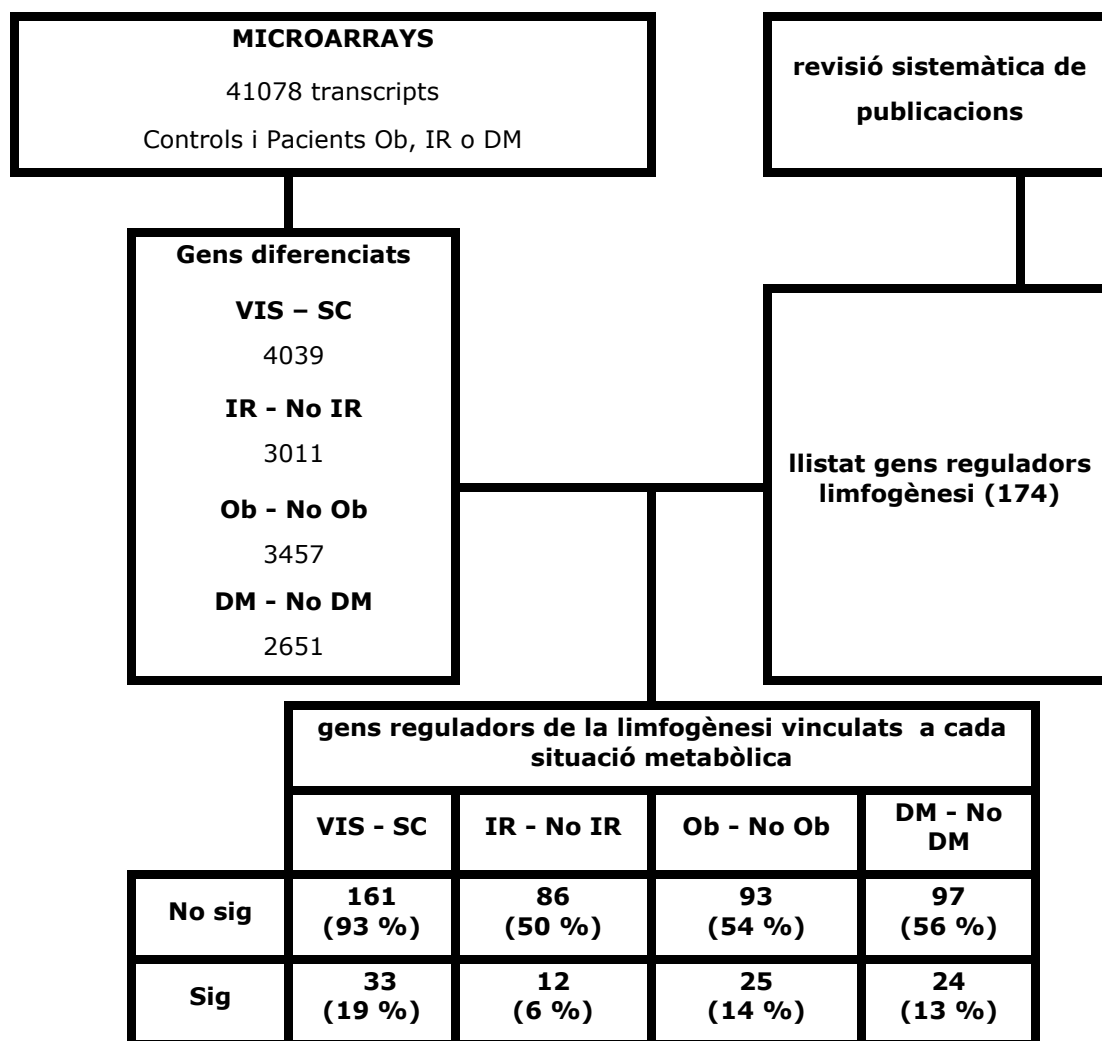 MICROARRAYS
41078 transcripts
Controls i Pacients Ob, IR o DM
revisió sistemàtica de
publicacions
Gens diferenciats
VIS – SC
4039
IR - No IR
3011
Ob - No Ob
3457
DM - No DM
2651
llistat gens reguladors
limfogènesi (174)
gens reguladors de la limfogènesi vinculats a cada
situació metabòlica
VIS - SC
IR - No IR
Ob - No Ob
DM - No
DM
No sig
161
(93 %)
86
(50 %)
93
(54 %)
97
(56 %)
Sig
33
(19 %)
12
(6 %)
25
(14 %)
24
(13 %)